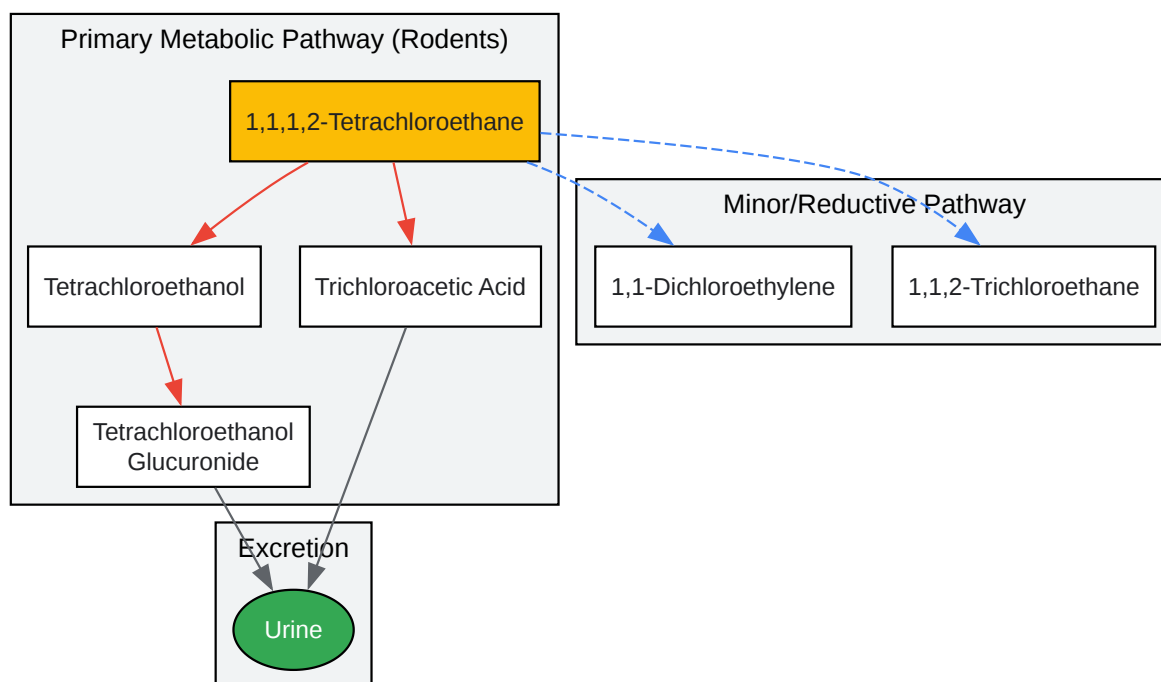 Primary Metabolic Pathway (Rodents)
1,1,1,2-Tetrachloroethane
Minor/Reductive Pathway
Tetrachloroethanol
Trichloroacetic Acid
1,1-Dichloroethylene
1,1,2-Trichloroethane
Tetrachloroethanol
Glucuronide
Excretion
Urine